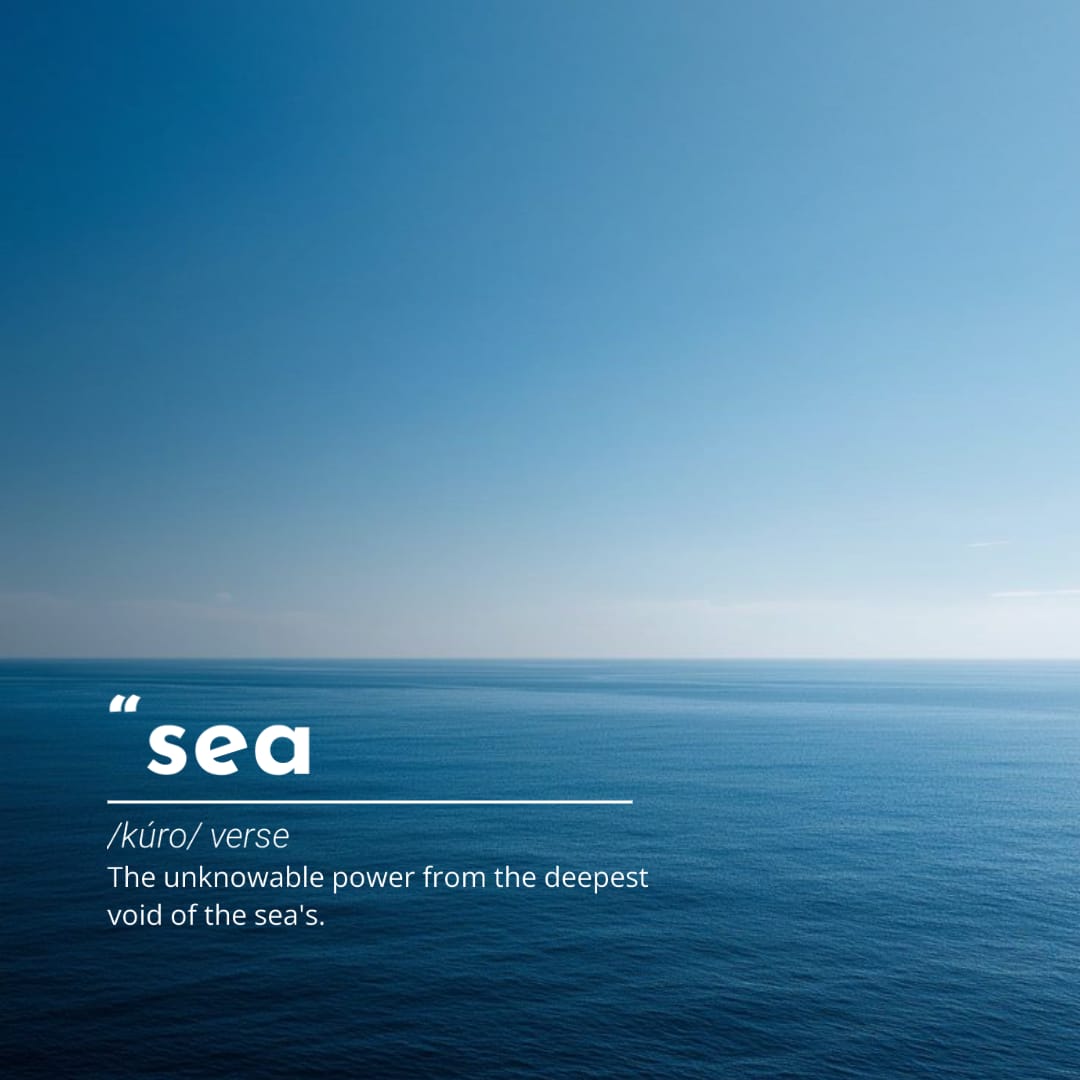 “sea
/kúro/ verse
The unknowable power from the deepest
void of the sea's.